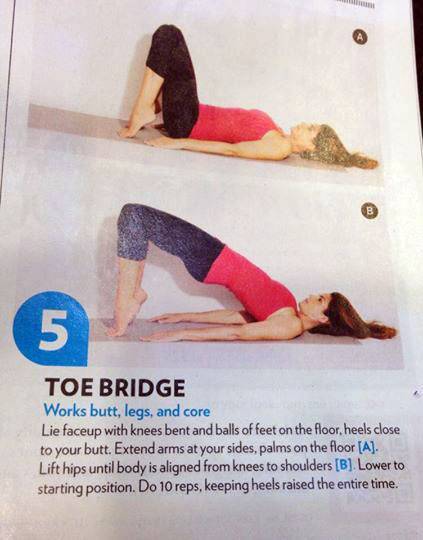 A
B
5
TOE BRIDGE
Works butt, legs, and core
Lie faceup with knees bent and balls of feet on the floor, heels close
to your butt. Extend arms at your sides, palms on the floor [A].
Lift hips until body is aligned from knees to shoulders [B]. Lower to
starting position. Do 10 reps, keeping heels raised the entire time.